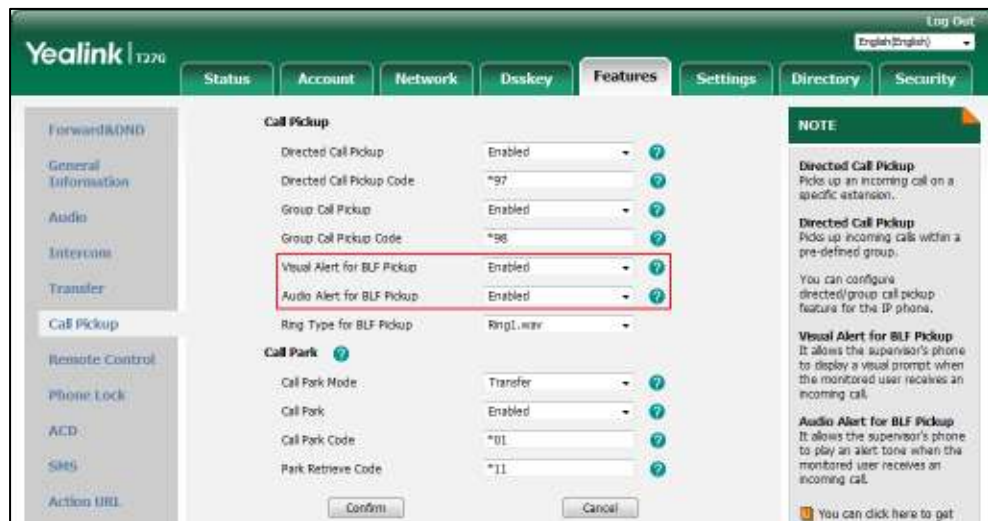 Log Out
English(English)
Yealink T27G
Status Account Network Dsskey Features Settings Directory Security
Forward&DND
General Information
Audio
Intercom
Transfer
Call Pickup
Remote Control
Phone Lock
ACD
SMS
Action URL
Call Pickup
Directed Call Pickup Enabled
Directed Call Pickup Code *97
Group Call Pickup Enabled
Group Call Pickup Code *98
Visual Alert for BLF Pickup Enabled
Audio Alert for BLF Pickup Enabled
Ring Type for BLF Pickup Ring1.wav
Call Park
Call Park Mode Transfer
Call Park Enabled
Call Park Code *01
Park Retrieve Code *11
Confirm Cancel
NOTE
Directed Call Pickup
Picks up an incoming call on a
specific extension.
Directed Call Pickup
Picks up incoming calls within a
pre-defined group.
You can configure
directed/group call pickup
feature for the IP phone.
Visual Alert for BLF Pickup
It allows the supervisor's phone
to display a visual prompt when
the monitored user receives an
incoming call.
Audio Alert for BLF Pickup
It allows the supervisor's phone
to play an alert tone when the
monitored user receives an
incoming call.
You can click here to get